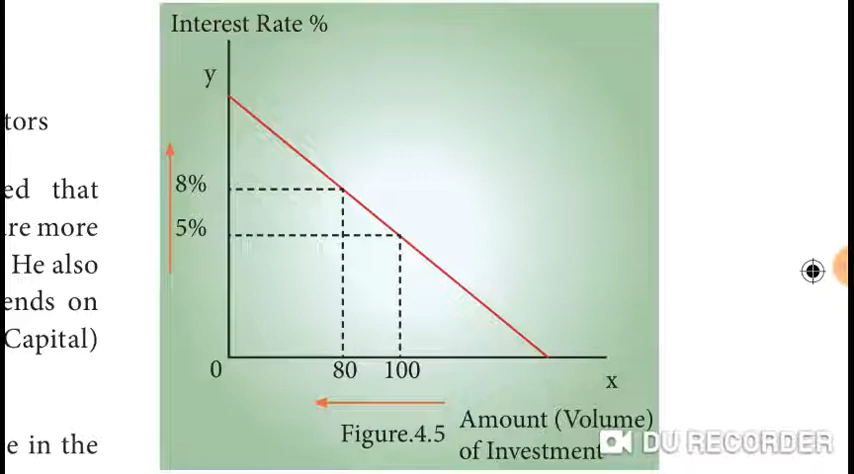 Interest Rate %
y
tors
ed that
8%
re more
5%
He also
ends on
Capital)
0
80
100
x
Amount (Volume)
Figure.4.5
of Investment
e in the
DU RECORDER